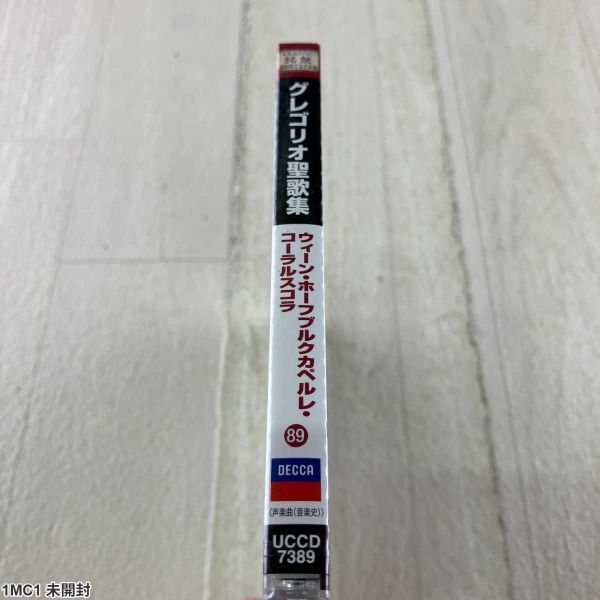 銘盤
グレゴリオ聖歌集
ウィーン・ホーフブルクカペルレ・
コーラルスコラ
89
DECCA
〈声楽曲(音楽史)〉
UCCD
7389
1MC1 未開封